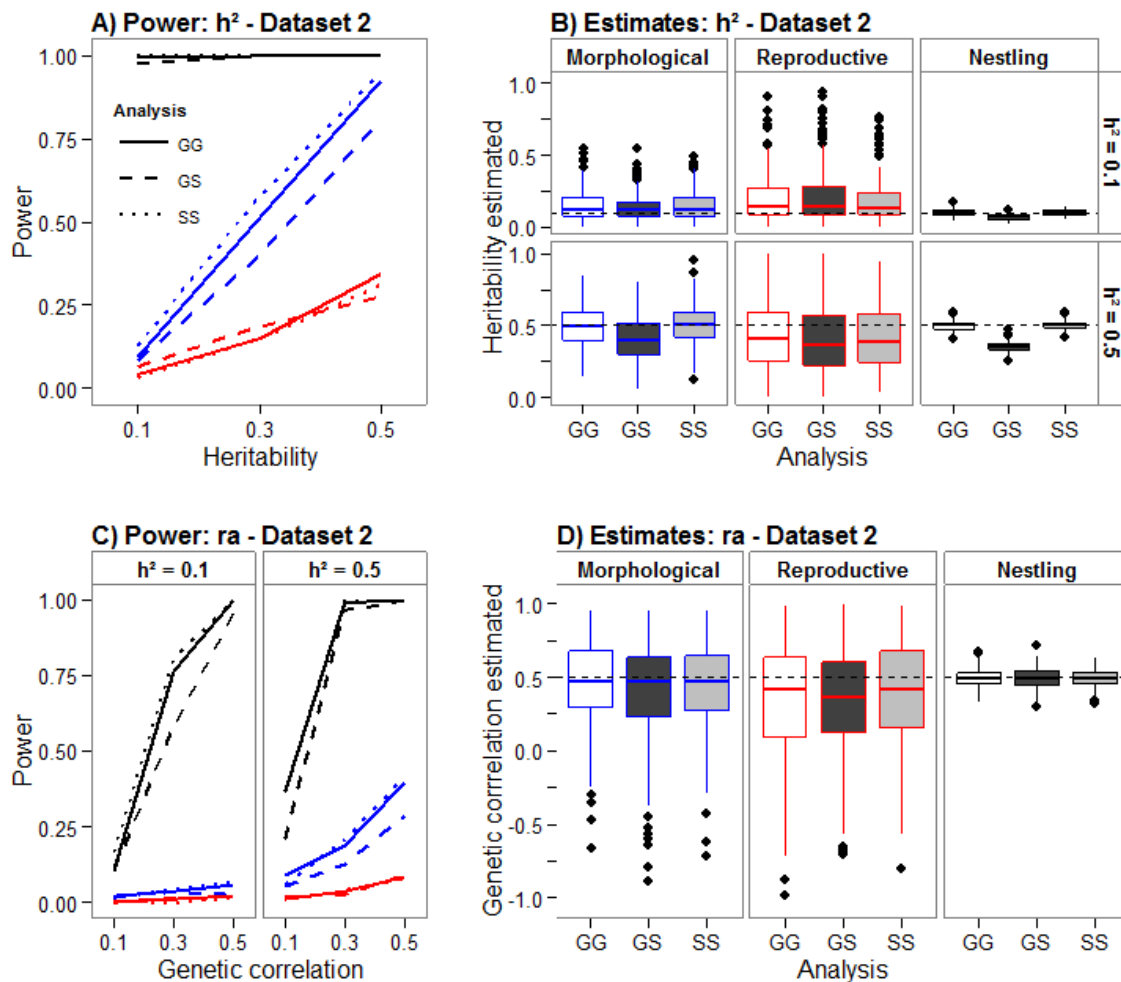 A) Power: h² - Dataset 2
1.00
0.75
0.50
0.25
0.00
Power
Analysis
GG
GS
SS
0.1 0.3 0.5
Heritability
B) Estimates: h² - Dataset 2
Morphological Reproductive Nestling
1.0
0.5
0.0
h² = 0.1
1.0
0.5
0.0
h² = 0.5
Heritability estimated
GG GS SS GG GS SS GG GS SS
Analysis
C) Power: ra - Dataset 2
h² = 0.1 h² = 0.5
1.00
0.75
0.50
0.25
0.00
Power
0.1 0.3 0.5 0.1 0.3 0.5
Genetic correlation
D) Estimates: ra - Dataset 2
Morphological Reproductive Nestling
1.0
0.5
0.0
-0.5
-1.0
Genetic corrrelation estimated
GG GS SS GG GS SS GG GS SS
Analysis